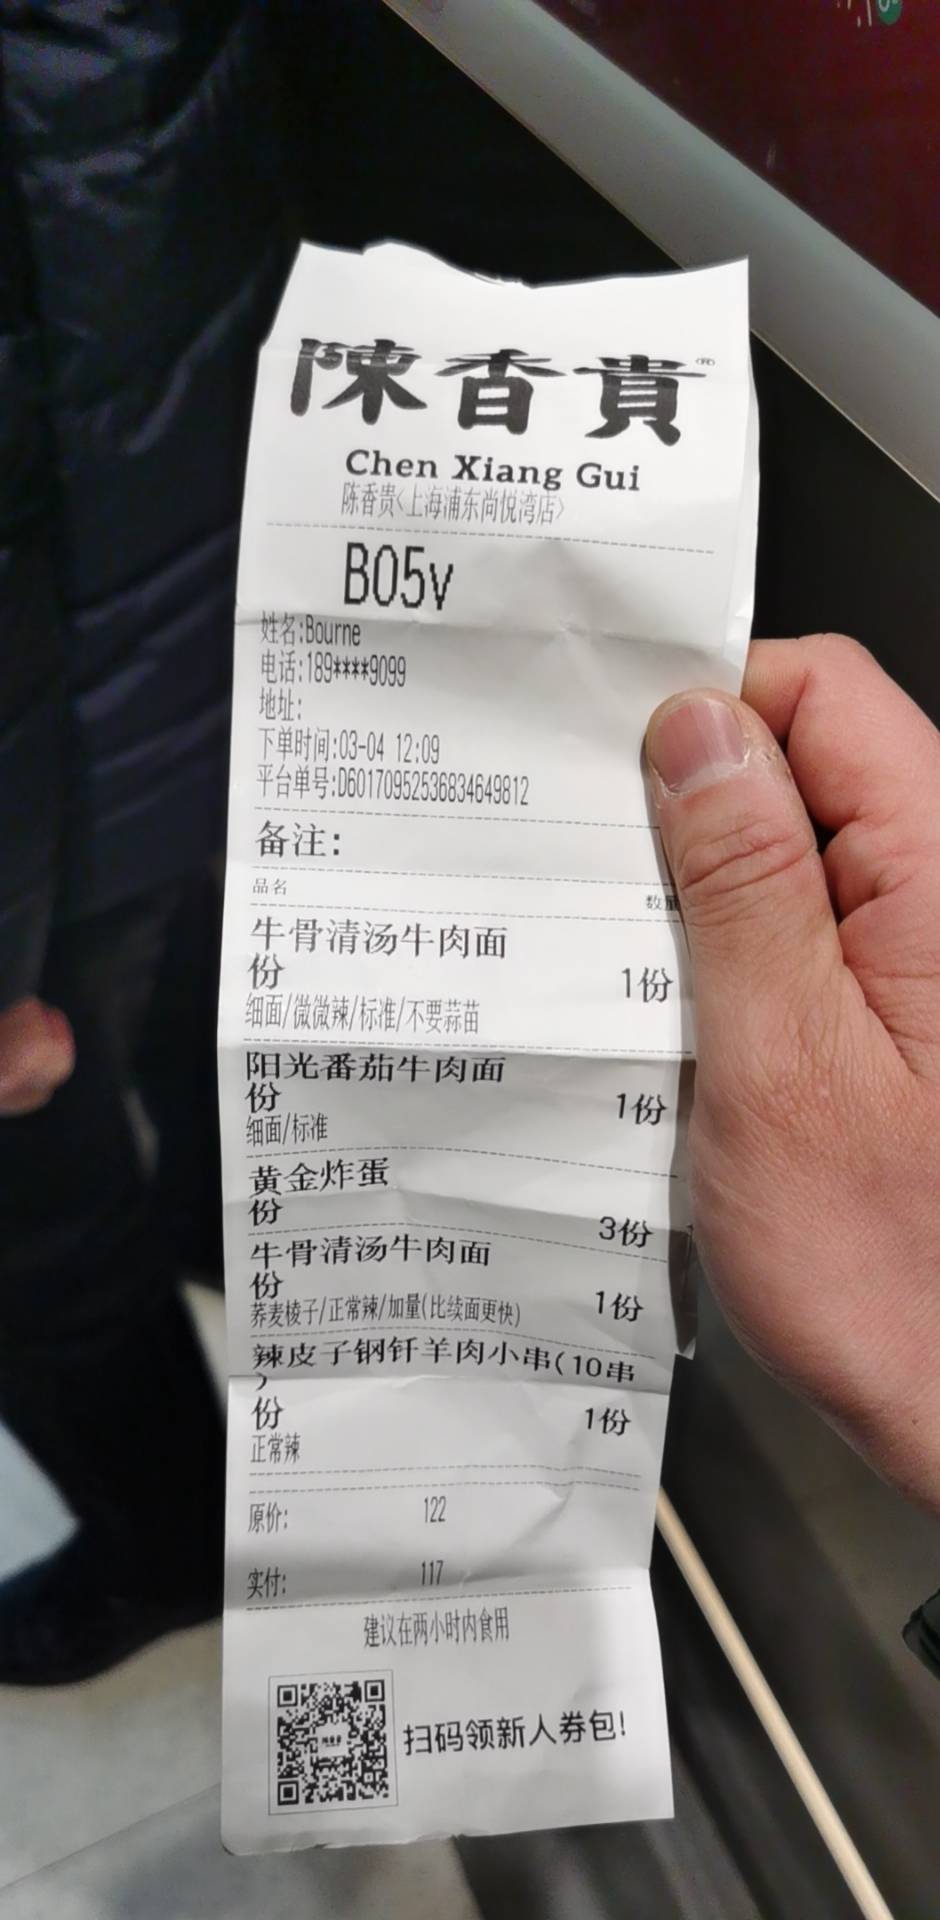 陳香貴®
Chen Xiang Gui
陈香贵<上海浦东尚悦湾店>
B05v
姓名:Bourne
电话:189****9099
地址:
下单时间:03-04 12:09
平台单号:D60170952536834649812
备注:
品名 数量
牛骨清汤牛肉面
份 1份
细面/微微辣/标准/不要蒜苗
阳光番茄牛肉面
份 1份
细面/标准
黄金炸蛋
份 3份
牛骨清汤牛肉面
份 1份
荞麦棱子/正常辣/加量(比续面更快)
辣皮子钢钎羊肉小串(10串
)
份 1份
正常辣
原价: 122
实付: 117
建议在两小时内食用
扫码领新人券包!